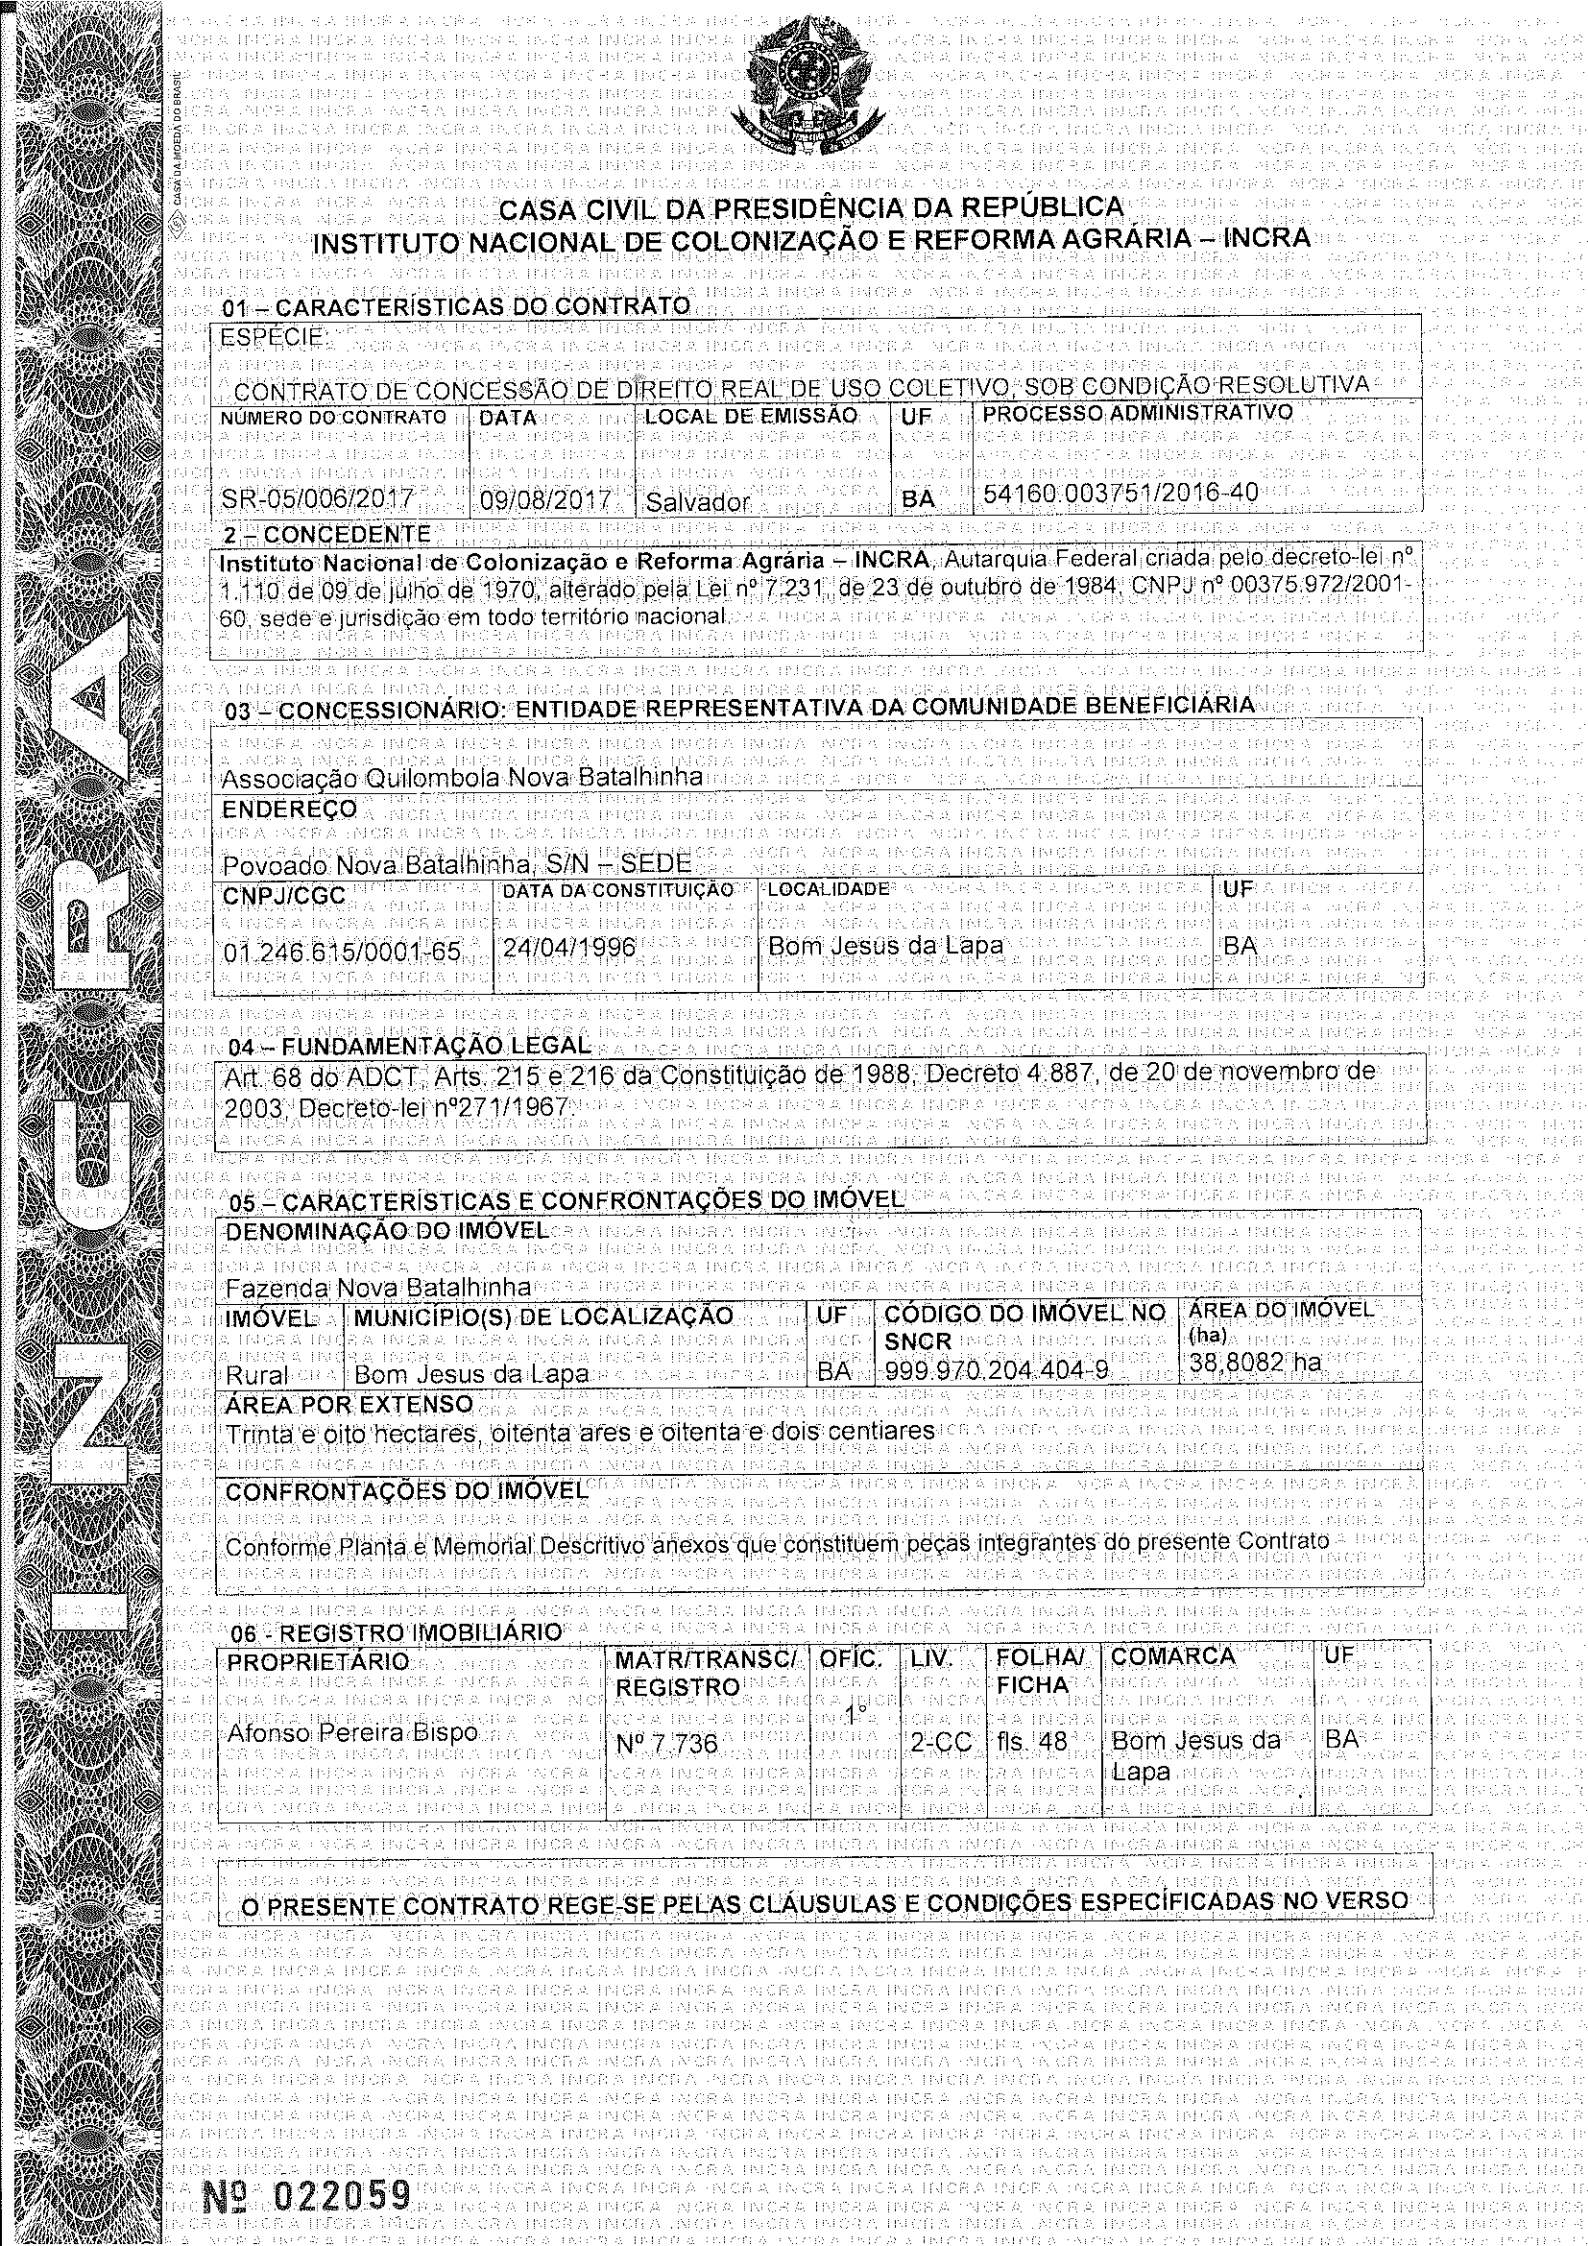 CASA DA MOEDA DO BRASIL
CASA CIVIL DA PRESIDÊNCIA DA REPÚBLICA
INSTITUTO NACIONAL DE COLONIZAÇÃO E REFORMA AGRÁRIA – INCRA
01 – CARACTERÍSTICAS DO CONTRATO
ESPÉCIE:
CONTRATO DE CONCESSÃO DE DIREITO REAL DE USO COLETIVO, SOB CONDIÇÃO RESOLUTIVA
NÚMERO DO CONTRATO DATA LOCAL DE EMISSÃO UF PROCESSO ADMINISTRATIVO
SR-05/006/2017 09/08/2017 Salvador BA 54160.003751/2016-40
2 – CONCEDENTE
Instituto Nacional de Colonização e Reforma Agrária – INCRA, Autarquia Federal criada pelo decreto-lei nº
1.110 de 09 de julho de 1970, alterado pela Lei nº 7.231, de 23 de outubro de 1984, CNPJ nº 00375.972/2001-
60, sede e jurisdição em todo território nacional.
03 – CONCESSIONÁRIO: ENTIDADE REPRESENTATIVA DA COMUNIDADE BENEFICIÁRIA
Associação Quilombola Nova Batalhinha
ENDEREÇO
Povoado Nova Batalhinha, S/N – SEDE
CNPJ/CGC DATA DA CONSTITUIÇÃO LOCALIDADE UF
01.246.615/0001-65 24/04/1996 Bom Jesus da Lapa BA
04 – FUNDAMENTAÇÃO LEGAL
Art. 68 do ADCT, Arts. 215 e 216 da Constituição de 1988, Decreto 4.887, de 20 de novembro de
2003, Decreto-lei nº271/1967.
05 – CARACTERÍSTICAS E CONFRONTAÇÕES DO IMÓVEL
DENOMINAÇÃO DO IMÓVEL
Fazenda Nova Batalhinha
IMÓVEL MUNICÍPIO(S) DE LOCALIZAÇÃO UF CÓDIGO DO IMÓVEL NO ÁREA DO IMÓVEL
SNCR (ha)
Rural Bom Jesus da Lapa BA 999.970.204.404-9 38,8082 ha
ÁREA POR EXTENSO
Trinta e oito hectares, oitenta ares e oitenta e dois centiares
CONFRONTAÇÕES DO IMÓVEL
Conforme Planta e Memorial Descritivo anexos que constituem peças integrantes do presente Contrato
06 - REGISTRO IMOBILIÁRIO
PROPRIETÁRIO MATR/TRANSC/ OFÍC. LIV. FOLHA/ COMARCA UF
REGISTRO FICHA
Afonso Pereira Bispo Nº 7.736 1º 2-CC fls. 48 Bom Jesus da BA
Lapa
O PRESENTE CONTRATO REGE-SE PELAS CLÁUSULAS E CONDIÇÕES ESPECÍFICADAS NO VERSO
Nº 022059
INCRA